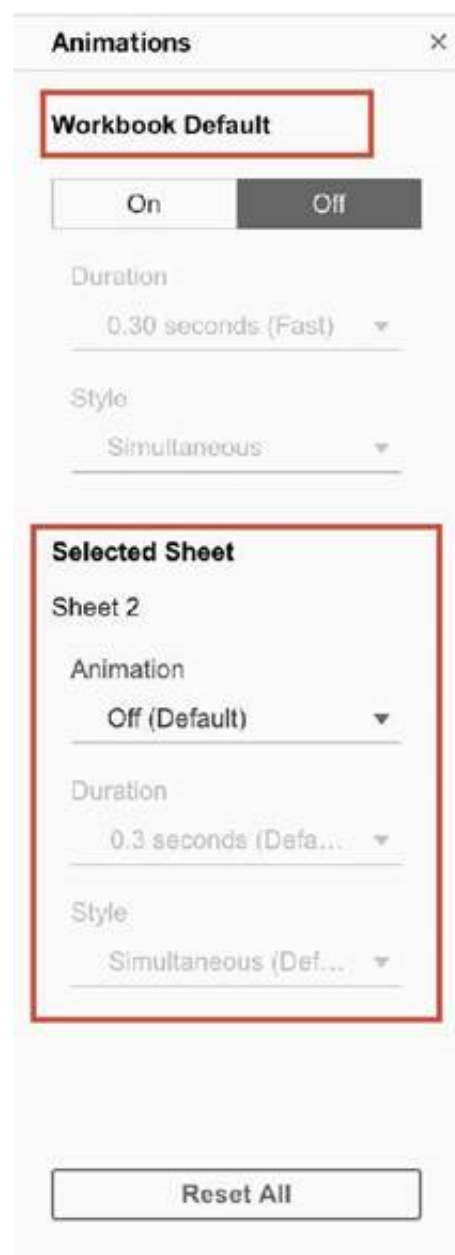 Animations ×
Workbook Default
On Off
Duration
0.30 seconds (Fast)
Style
Simultaneous
Selected Sheet
Sheet 2
Animation
Off (Default)
Duration
0.3 seconds (Defa...
Style
Simultaneous (Def...
Reset All